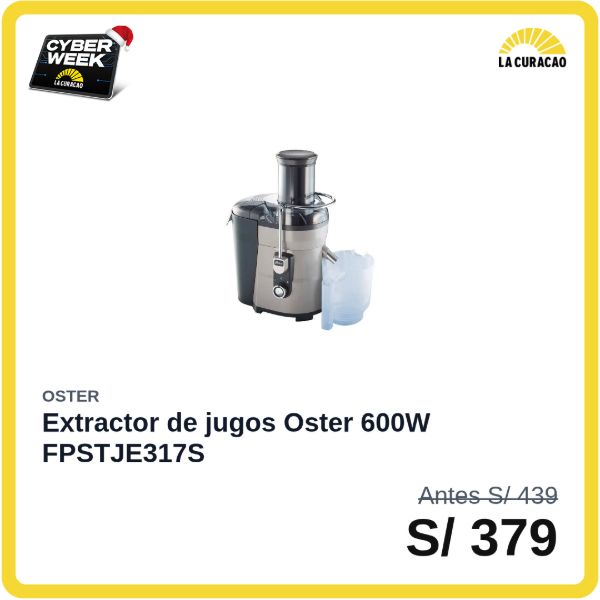 CYBER
WEEK
LA CURACAO
LA CURACAO
OSTER
Extractor de jugos Oster 600W
FPSTJE317S
Antes S/ 439
S/ 379